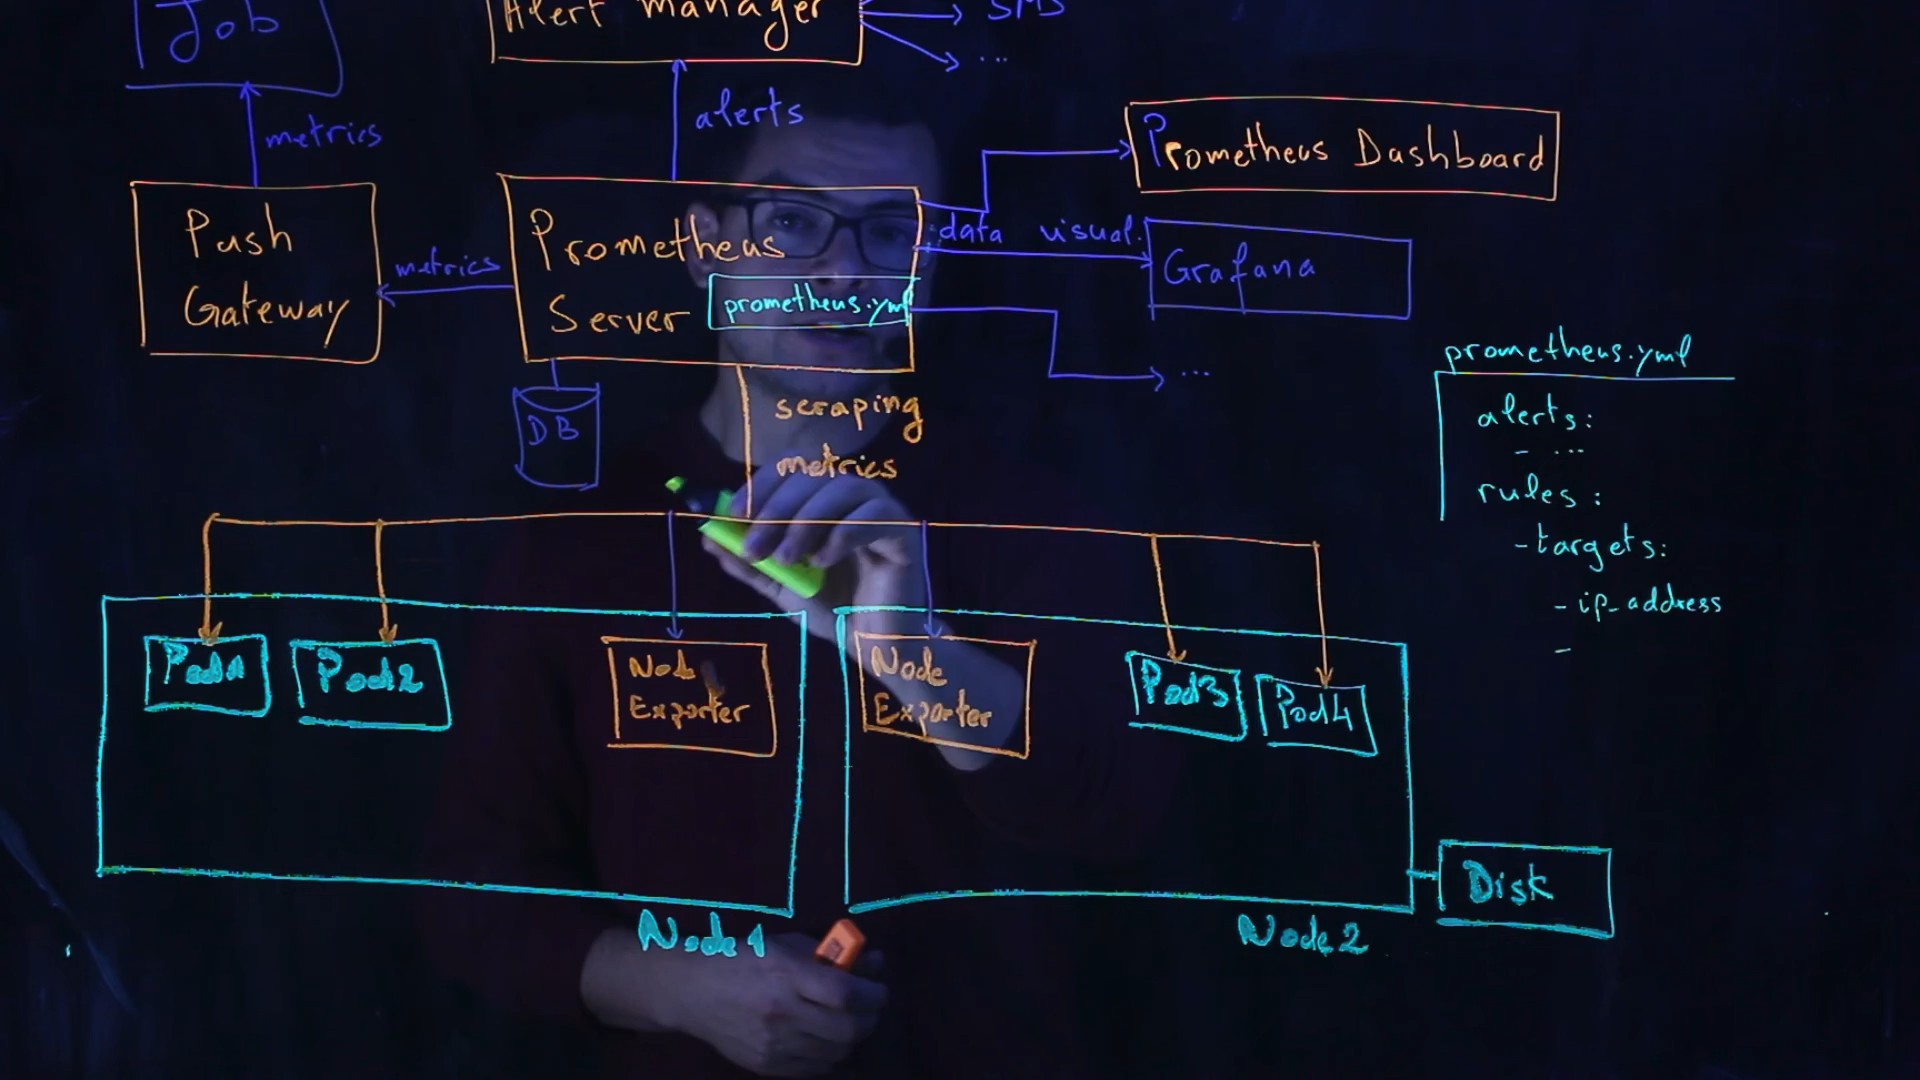 Job
Alert Manager
SMS
...
metrics
alerts
Prometheus Dashboard
Push
Gateway
metrics
Prometheus
Server
prometheus.yml
data visual.
Grafana
...
DB
scraping
metrics
prometheus.yml
alerts:
- ...
rules:
- targets:
- ip_address
-
Pod1
Pod2
Node
Exporter
Node
Exporter
Pod3
Pod4
Node1
Node2
Disk